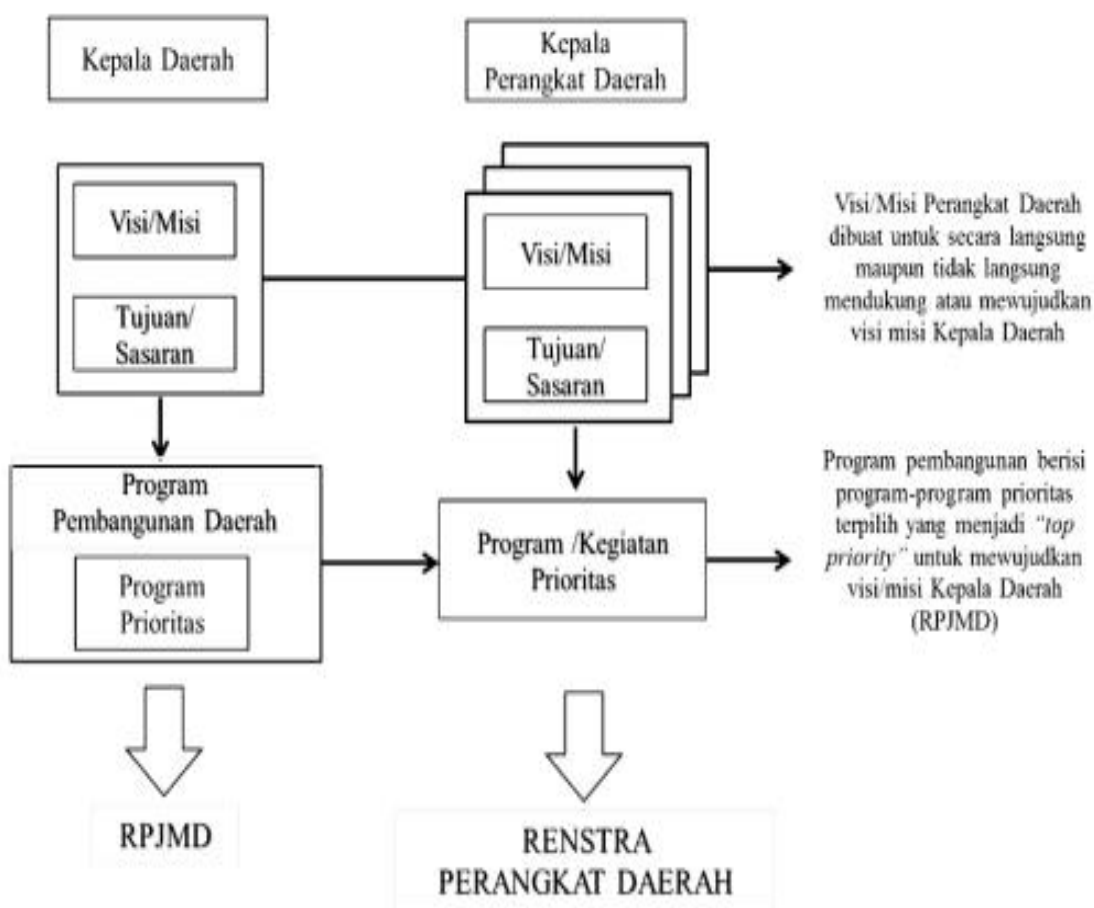 Kepala Daerah
Kepala
Perangkat Daerah
Visi/Misi
Tujuan/
Sasaran
Visi/Misi
Tujuan/
Sasaran
Visi/Misi Perangkat Daerah
dibuat untuk secara langsung
maupun tidak langsung
mendukung atau mewujudkan
visi misi Kepala Daerah
Program
Pembangunan Daerah
Program
Prioritas
Program /Kegiatan
Prioritas
Program pembangunan berisi
program-program prioritas
terpilih yang menjadi “top
priority” untuk mewujudkan
visi/misi Kepala Daerah
(RPJMD)
RPJMD
RENSTRA
PERANGKAT DAERAH